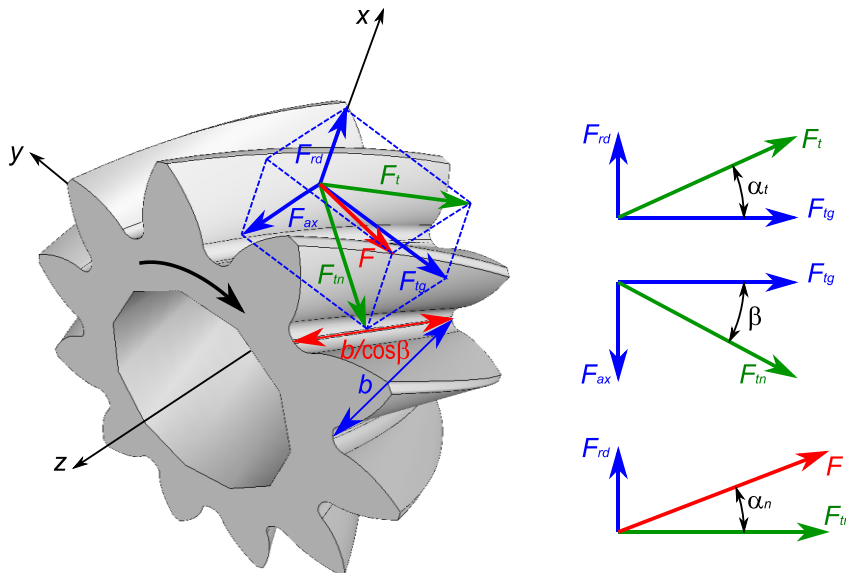 x
y
F_rd
F_t
F_ax
F
F_tn
F_tg
b/cosβ
b
z
F_rd
F_t
α_t
F_tg
F_tg
β
F_ax
F_tn
F_rd
F
α_n
F_tn